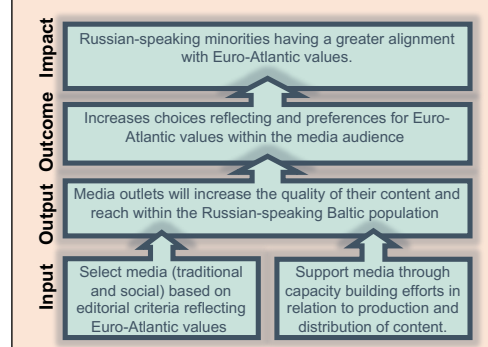 Impact
Russian-speaking minorities having a greater alignment
with Euro-Atlantic values.
Outcome
Increases choices reflecting and preferences for Euro-
Atlantic values within the media audience
Output
Media outlets will increase the quality of their content and
reach within the Russian-speaking Baltic population
Input
Select media (traditional
and social) based on
editorial criteria reflecting
Euro-Atlantic values
Support media through
capacity building efforts in
relation to production and
distribution of content.